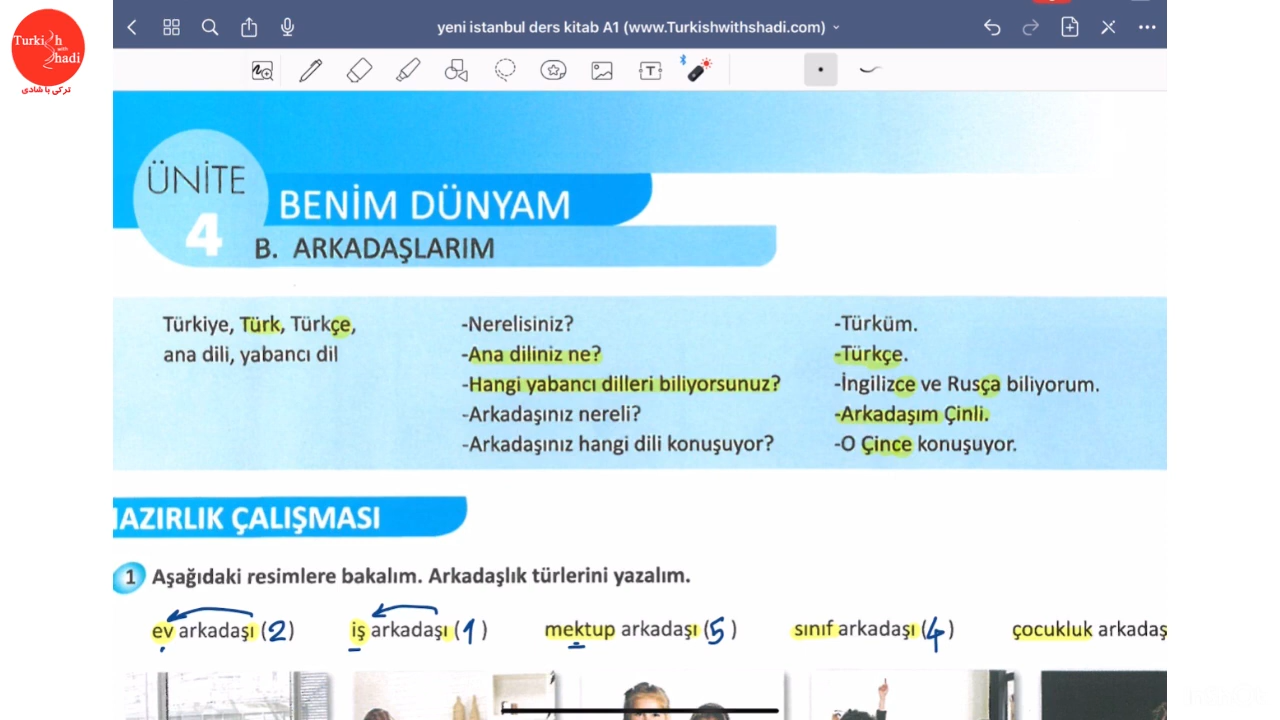 yeni istanbul ders kitab A1 (www.Turkishwithshadi.com)
Turkish
with
Shadi
ترکی با شادی
ÜNİTE
4
BENİM DÜNYAM
B. ARKADAŞLARIM
Türkiye, Türk, Türkçe,
ana dili, yabancı dil
-Nerelisiniz?
-Ana diliniz ne?
-Hangi yabancı dilleri biliyorsunuz?
-Arkadaşınız nereli?
-Arkadaşınız hangi dili konuşuyor?
-Türküm.
-Türkçe.
-İngilizce ve Rusça biliyorum.
-Arkadaşım Çinli.
-O Çince konuşuyor.
HAZIRLIK ÇALIŞMASI
1 Aşağıdaki resimlere bakalım. Arkadaşlık türlerini yazalım.
ev arkadaşı (2) iş arkadaşı (1) mektup arkadaşı (5) sınıf arkadaşı (4) çocukluk arkadaş